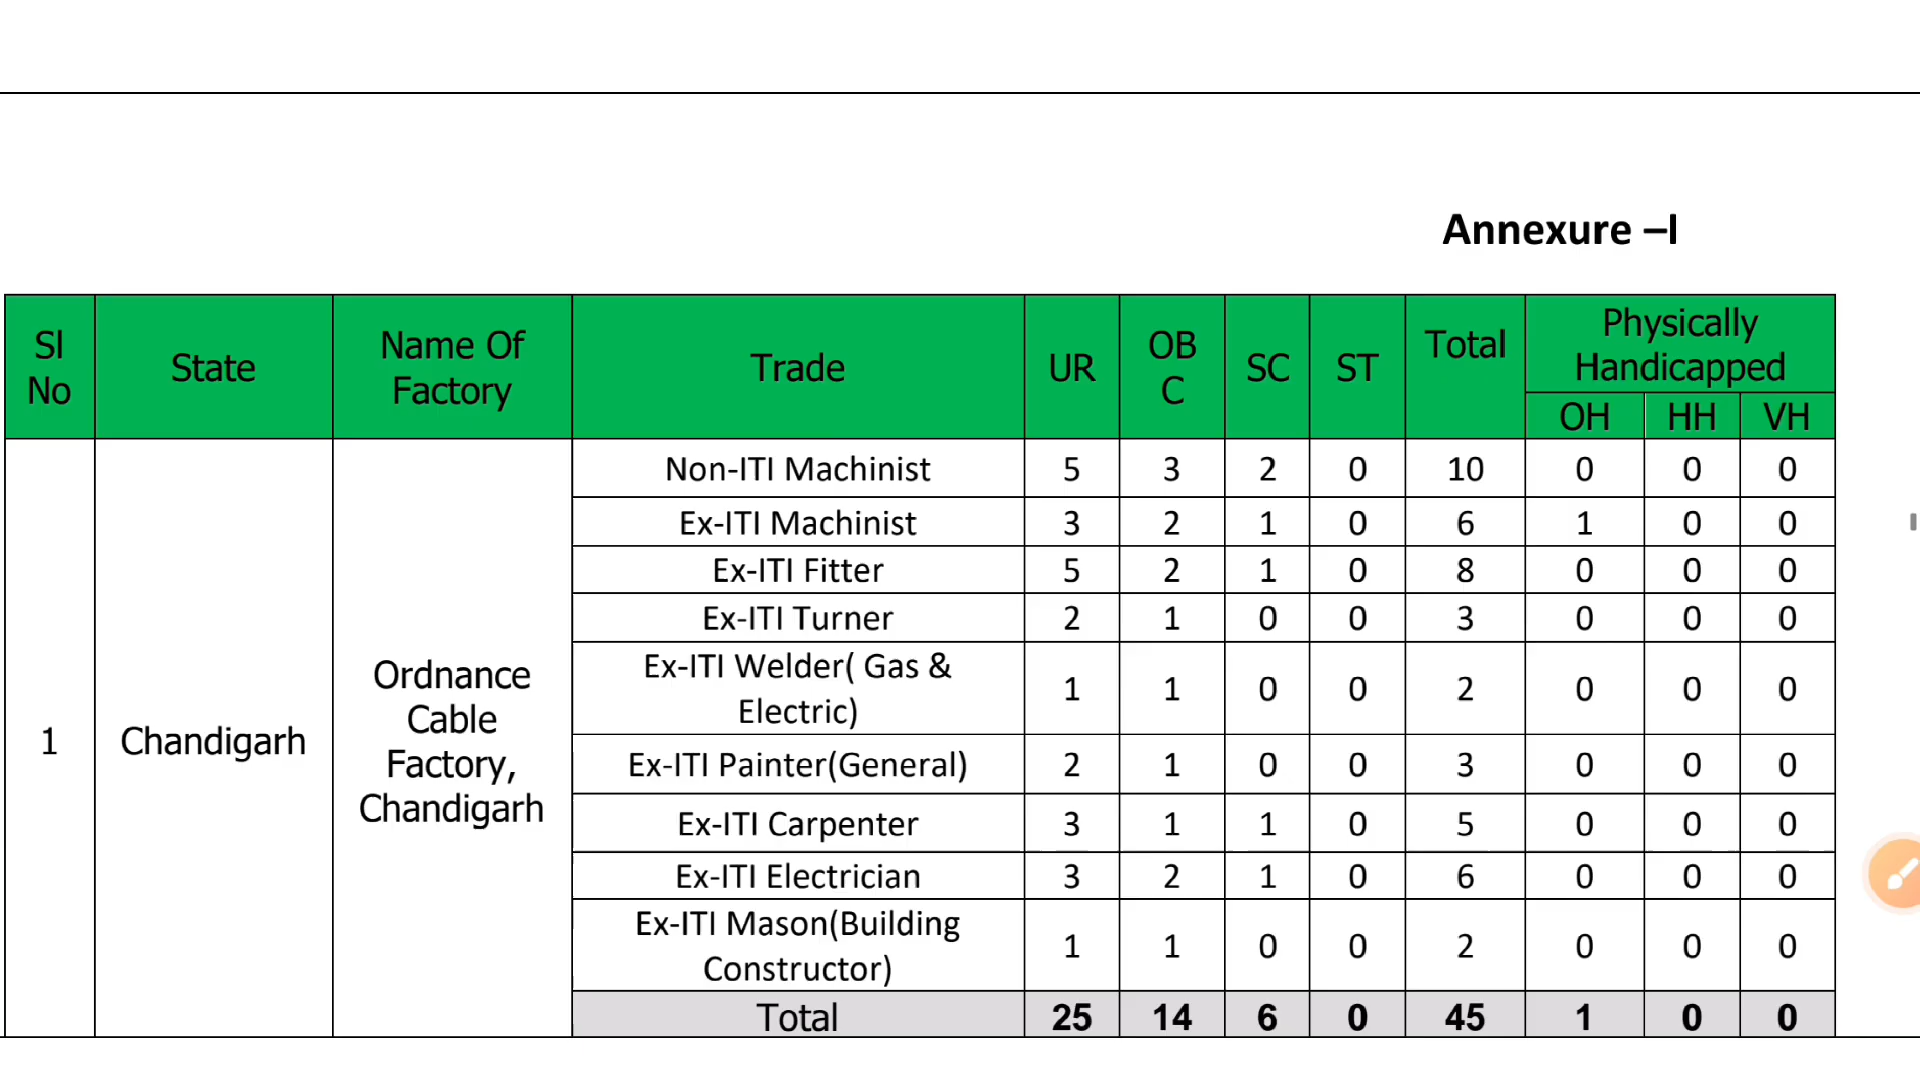 Annexure –I
Sl No State Name Of Factory Trade UR OB C SC ST Total Physically Handicapped
OH HH VH
1 Chandigarh Ordnance Cable Factory, Chandigarh
Non-ITI Machinist 5 3 2 0 10 0 0 0
Ex-ITI Machinist 3 2 1 0 6 1 0 0
Ex-ITI Fitter 5 2 1 0 8 0 0 0
Ex-ITI Turner 2 1 0 0 3 0 0 0
Ex-ITI Welder( Gas & Electric) 1 1 0 0 2 0 0 0
Ex-ITI Painter(General) 2 1 0 0 3 0 0 0
Ex-ITI Carpenter 3 1 1 0 5 0 0 0
Ex-ITI Electrician 3 2 1 0 6 0 0 0
Ex-ITI Mason(Building Constructor) 1 1 0 0 2 0 0 0
Total 25 14 6 0 45 1 0 0